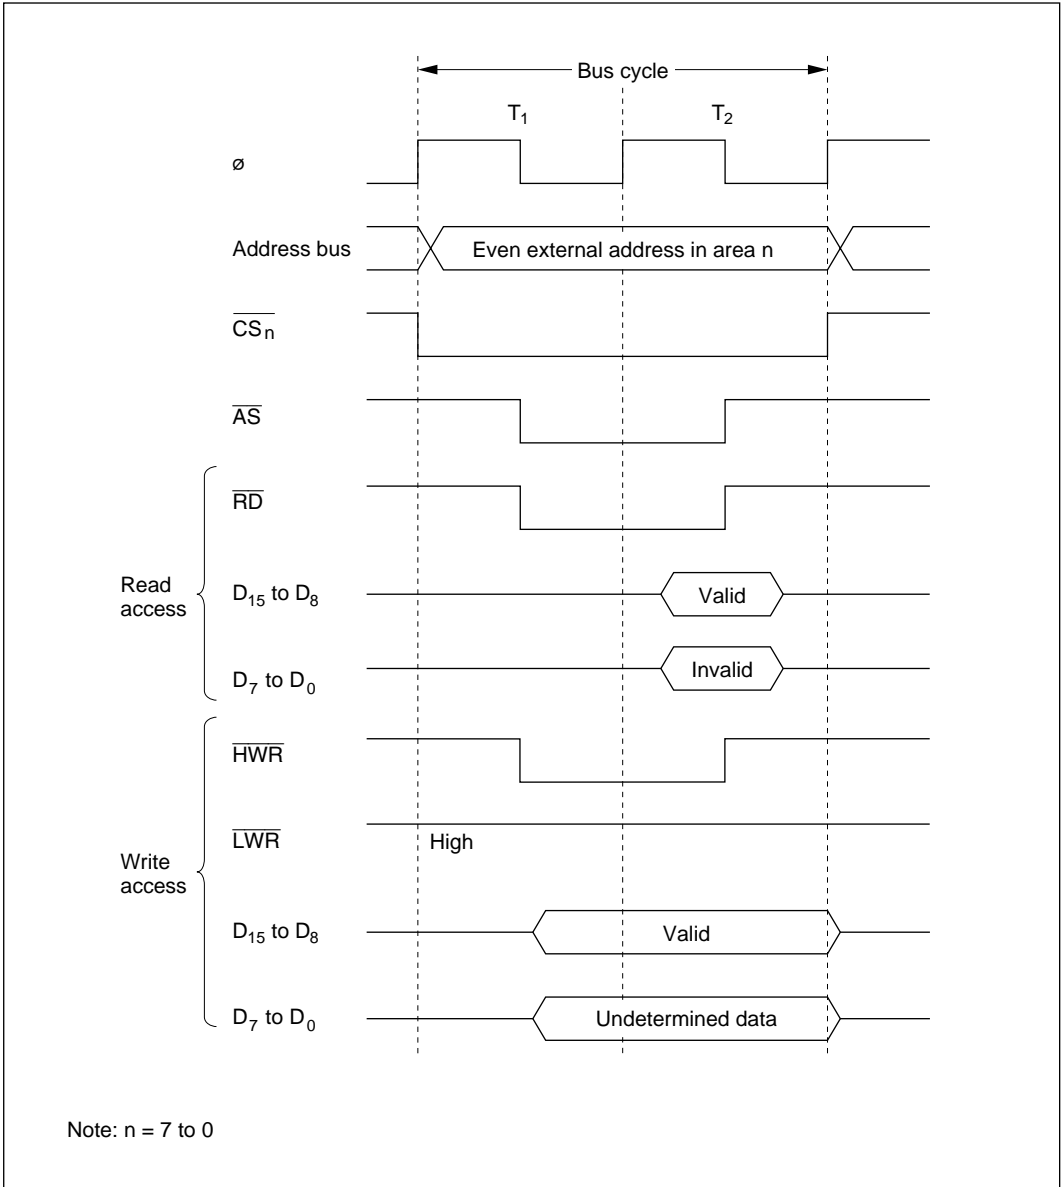 Bus cycle
T1 T2
ø
Address bus Even external address in area n
CSn
AS
RD
Read access
D15 to D8 Valid
D7 to D0 Invalid
HWR
LWR High
Write access
D15 to D8 Valid
D7 to D0 Undetermined data
Note: n = 7 to 0